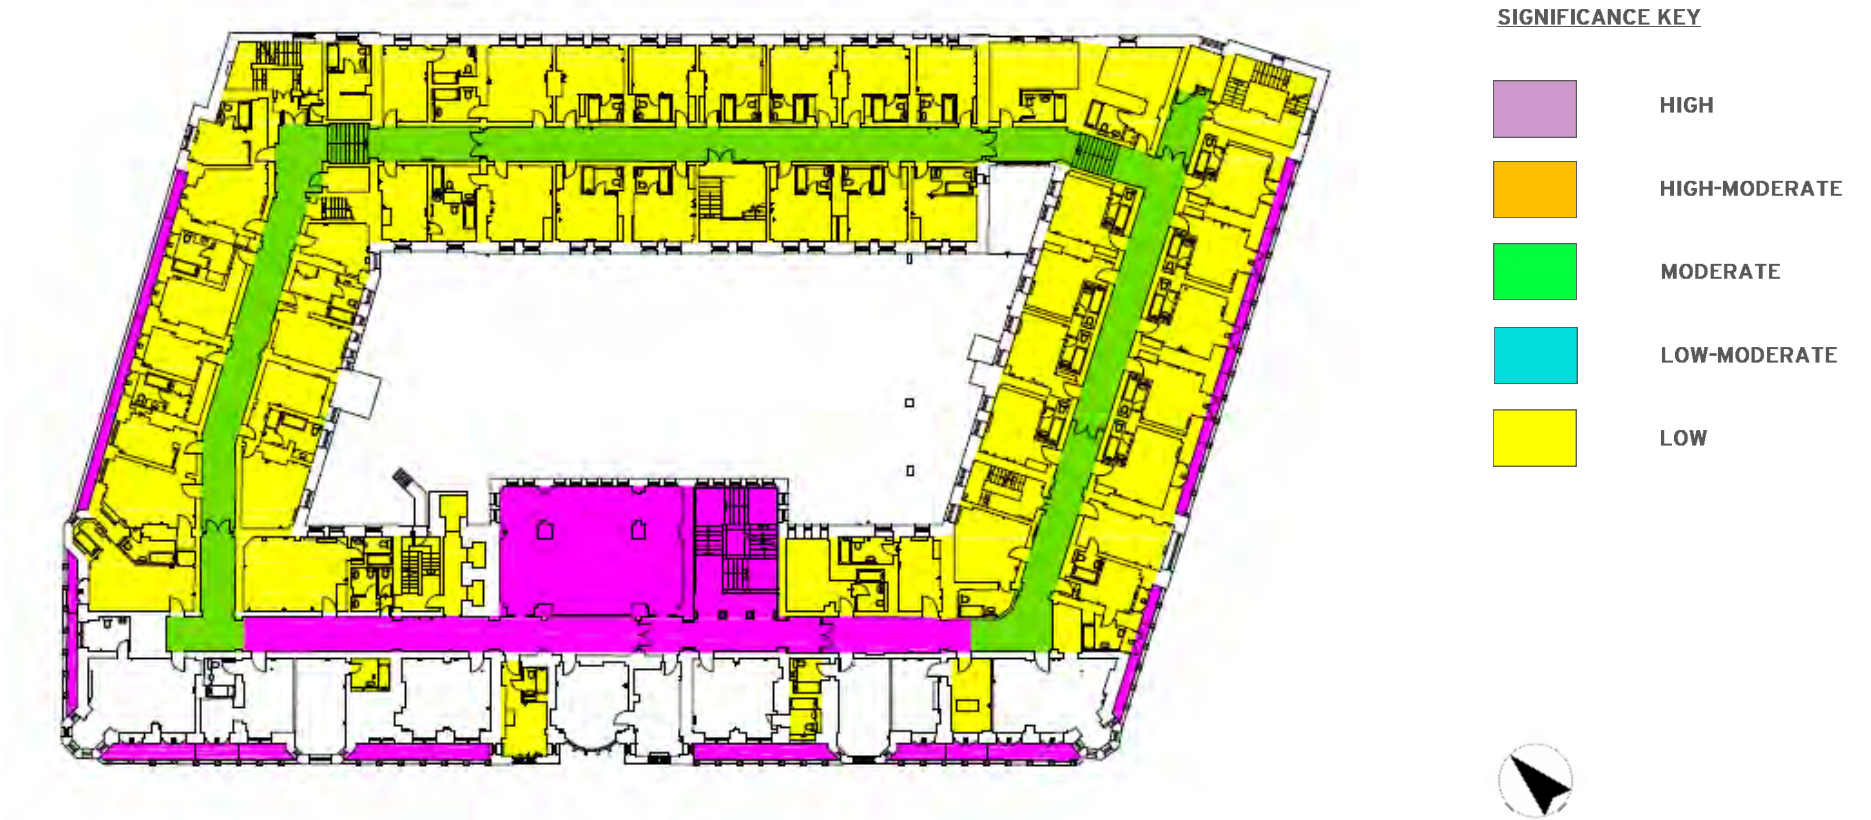 SIGNIFICANCE KEY
HIGH
HIGH-MODERATE
MODERATE
LOW-MODERATE
LOW